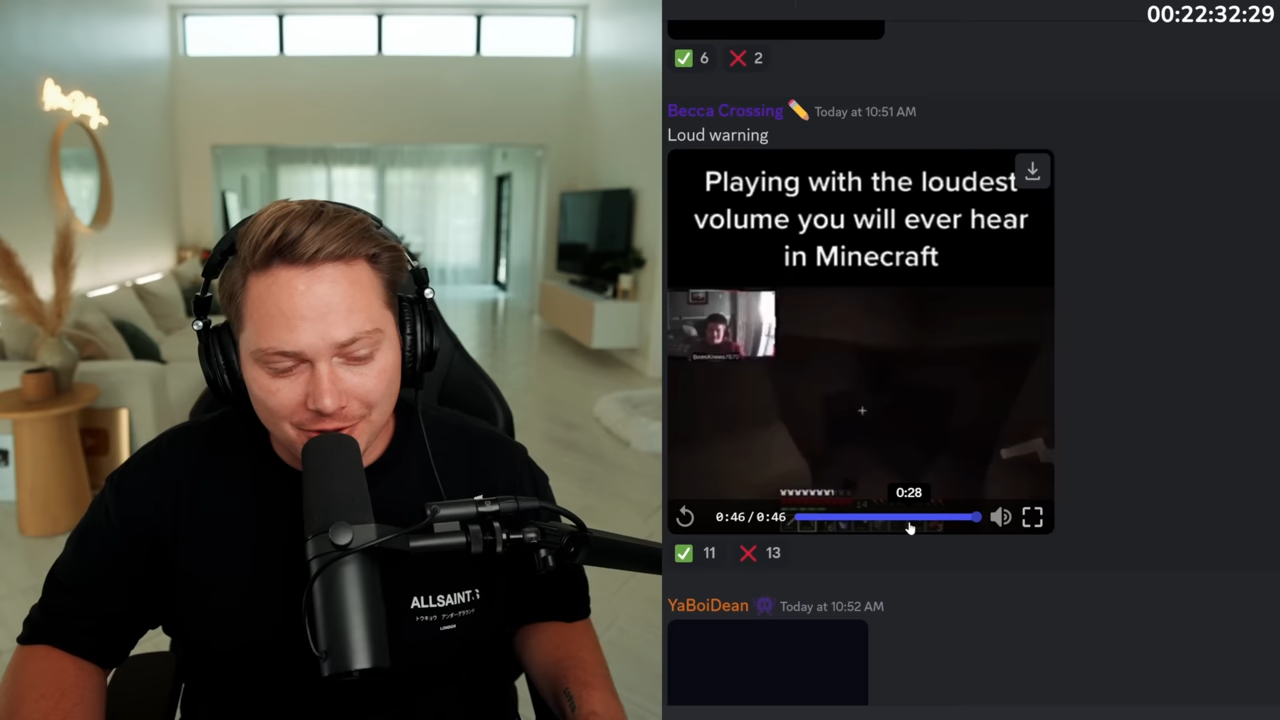 00:22:32:29
6 2
Becca Crossing Today at 10:51 AM
Loud warning
Playing with the loudest
volume you will ever hear
in Minecraft
0:28
0:46/0:46
11 13
YaBoiDean Today at 10:52 AM
ALLSAINTS
LONDON